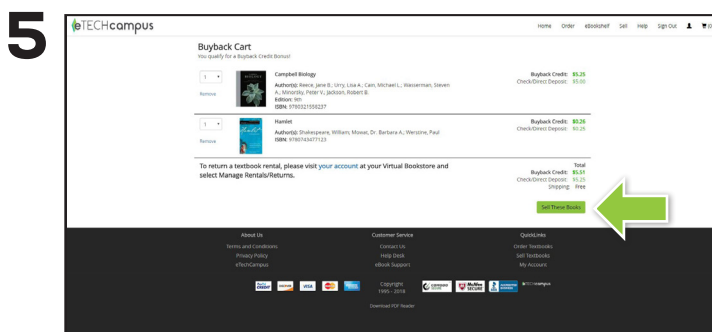 5
eTECHcampus
Home Order eBookshelf Sell Help Sign Out (0
Buyback Cart
You qualify for a Buyback Credit Bonus!
1
Remove
Campbell Biology
Author(s): Reece, Jane B.; Urry, Lisa A.; Cain, Michael L.; Wasserman, Steven
A.; Minorsky, Peter V.; Jackson, Robert B.
Edition: 9th
ISBN: 9780321558237
Buyback Credit: $5.25
Check/Direct Deposit: $5.00
1
Remove
Hamlet
Author(s): Shakespeare, William; Mowat, Dr. Barbara A.; Werstine, Paul
ISBN: 9780743477123
Buyback Credit: $0.26
Check/Direct Deposit: $0.25
To return a textbook rental, please visit your account at your Virtual Bookstore and
select Manage Rentals/Returns.
Total
Buyback Credit: $5.51
Check/Direct Deposit: $5.25
Shipping: Free
Sell These Books
About Us
Terms and Conditions
Privacy Policy
eTechCampus
Customer Service
Contact Us
Help Desk
eBook Support
QuickLinks
Order Textbooks
Sell Textbooks
My Account
VISA
Copyright
1995 - 2018
McAfee
SECURE
eTECHcampus
Download PDF Reader